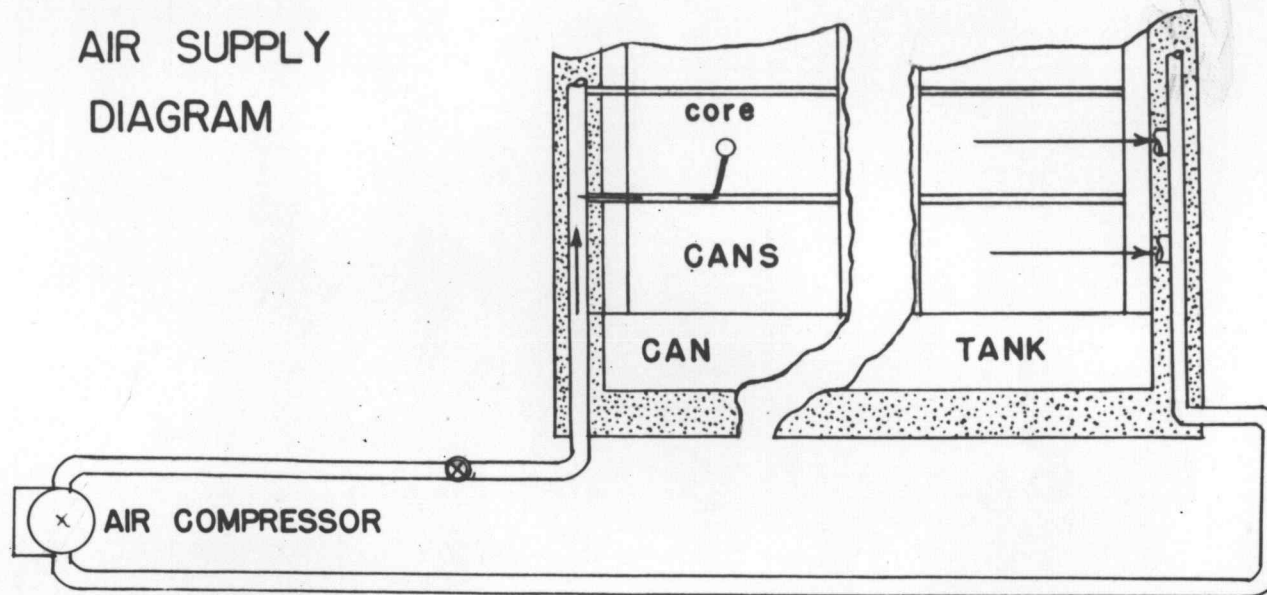 AIR SUPPLY
DIAGRAM
core
CANS
CAN TANK
AIR COMPRESSOR